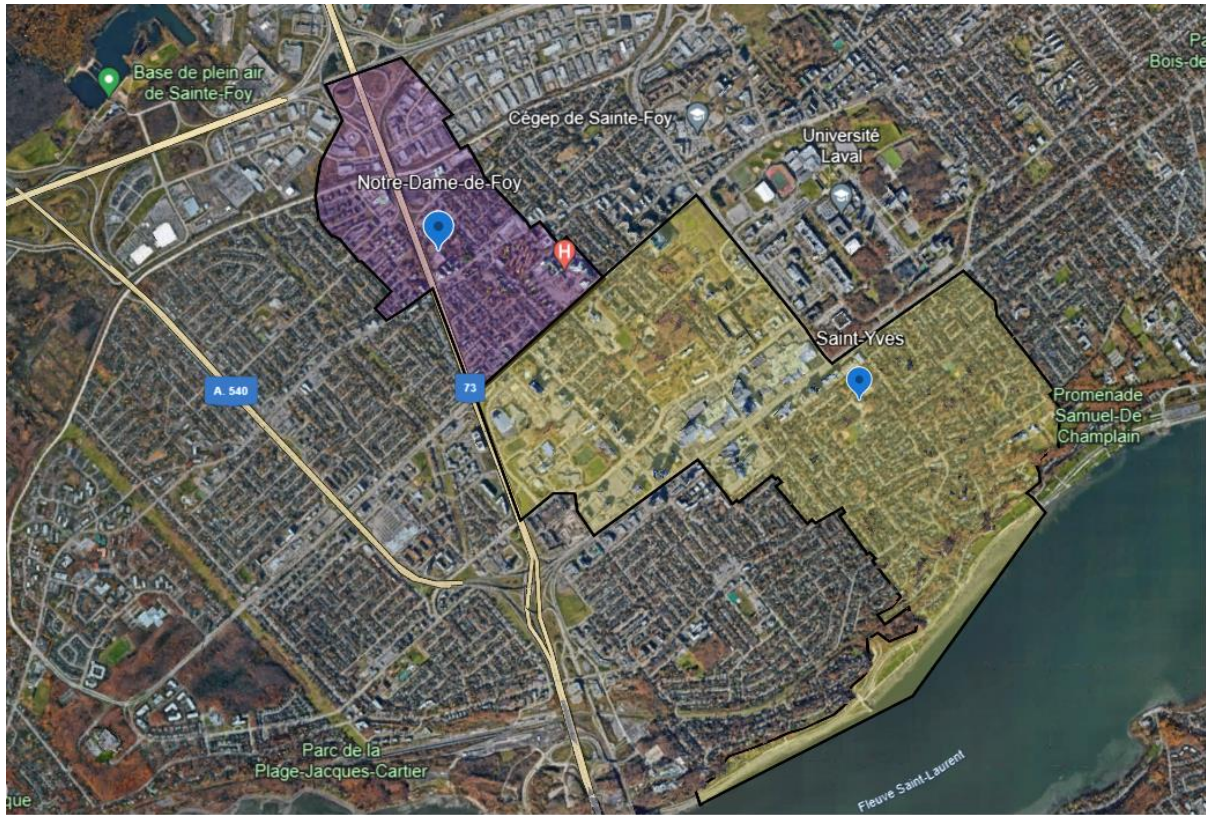 Base de plein air
de Sainte-Foy
Pa
Bois-de
Cégep de Sainte-Foy
Université
Laval
Notre-Dame-de-Foy
H
Saint-Yves
A. 540
73
Promenade
Samuel-De
Champlain
Parc de la
Plage-Jacques-Cartier
Fleuve Saint-Laurent
que